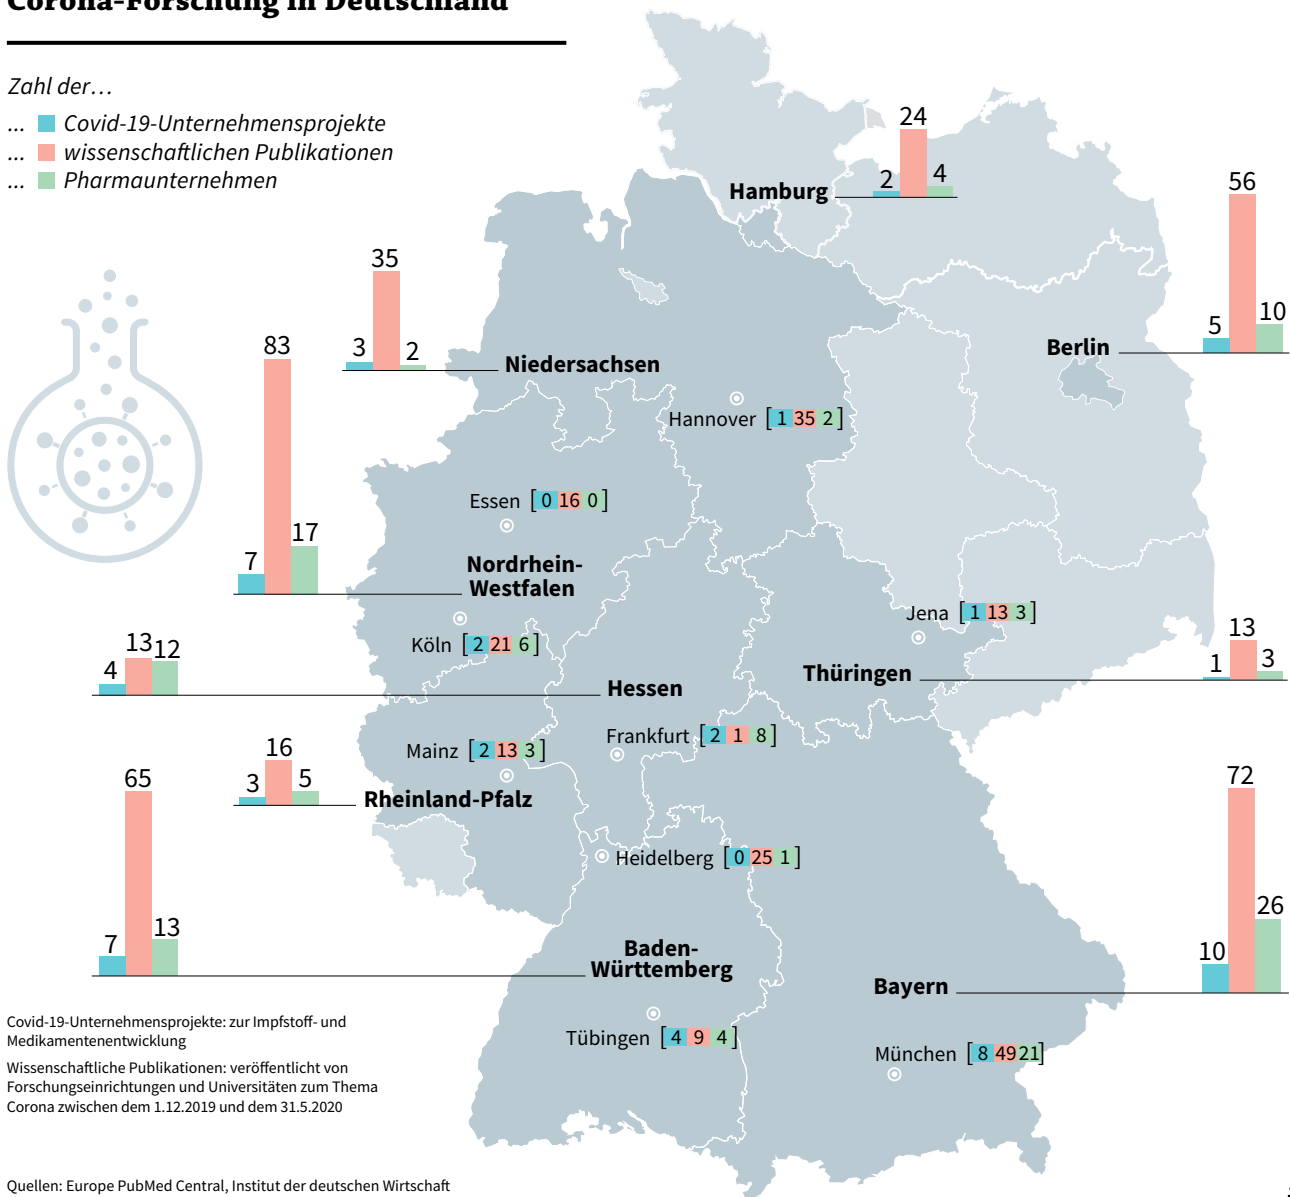 Corona-Forschung in Deutschland
Zahl der…
... Covid-19-Unternehmensprojekte
... wissenschaftlichen Publikationen
... Pharmaunternehmen
24
2
4
Hamburg
56
5
10
Berlin
35
3
2
Niedersachsen
Hannover [1 35 2]
83
7
17
Essen [0 16 0]
Nordrhein-
Westfalen
Köln [2 21 6]
Jena [1 13 3]
13
1
3
Thüringen
4
13
12
Hessen
Frankfurt [2 1 8]
Mainz [2 13 3]
16
3
5
Rheinland-Pfalz
65
7
13
Heidelberg [0 25 1]
Baden-
Württemberg
Tübingen [4 9 4]
72
10
26
Bayern
München [8 49 21]
Covid-19-Unternehmensprojekte: zur Impfstoff- und
Medikamentenentwicklung
Wissenschaftliche Publikationen: veröffentlicht von
Forschungseinrichtungen und Universitäten zum Thema
Corona zwischen dem 1.12.2019 und dem 31.5.2020
Quellen: Europe PubMed Central, Institut der deutschen Wirtschaft